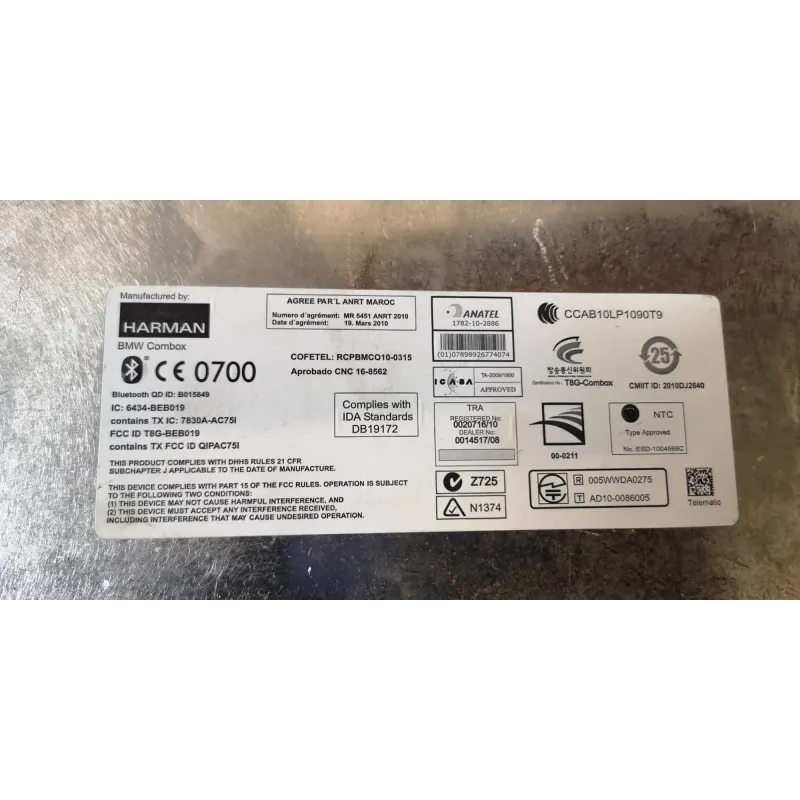 Manufactured by:
HARMAN
BMW Combox
CE 0700
Bluetooth QD ID: B015849
IC: 6434-BEB019
contains TX IC: 7830A-AC75I
FCC ID T8G-BEB019
contains TX FCC ID QIPAC75I
THIS PRODUCT COMPLIES WITH DHHS RULES 21 CFR
SUBCHAPTER J APPLICABLE TO THE DATE OF MANUFACTURE.
THIS DEVICE COMPLIES WITH PART 15 OF THE FCC RULES. OPERATION IS SUBJECT
TO THE FOLLOWING TWO CONDITIONS:
(1) THIS DEVICE MAY NOT CAUSE HARMFUL INTERFERENCE, AND
(2) THIS DEVICE MUST ACCEPT ANY INTERFERENCE RECEIVED,
INCLUDING INTERFERENCE THAT MAY CAUSE UNDESIRED OPERATION.
AGREE PAR´L ANRT MAROC
Numero d´agrément: MR 5451 ANRT 2010
Date d´agrément: 19. Mars 2010
COFETEL: RCPBMCO10-0315
Aprobado CNC 16-8562
Complies with
IDA Standards
DB19172
ANATEL
1782-10-2886
(01)07898926774074
ICASA
TA-2009/1900
APPROVED
TRA
REGISTERED No:
0020716/10
DEALER No:
0014517/08
Z725
N1374
CCAB10LP1090T9
방송통신위원회
Certification No.: T8G-Combox
25
CMIIT ID: 2010DJ2640
00-0211
NTC
Type Approved
No.: ESD-1004566C
R 005WWDA0275
T AD10-0086005
Telematic